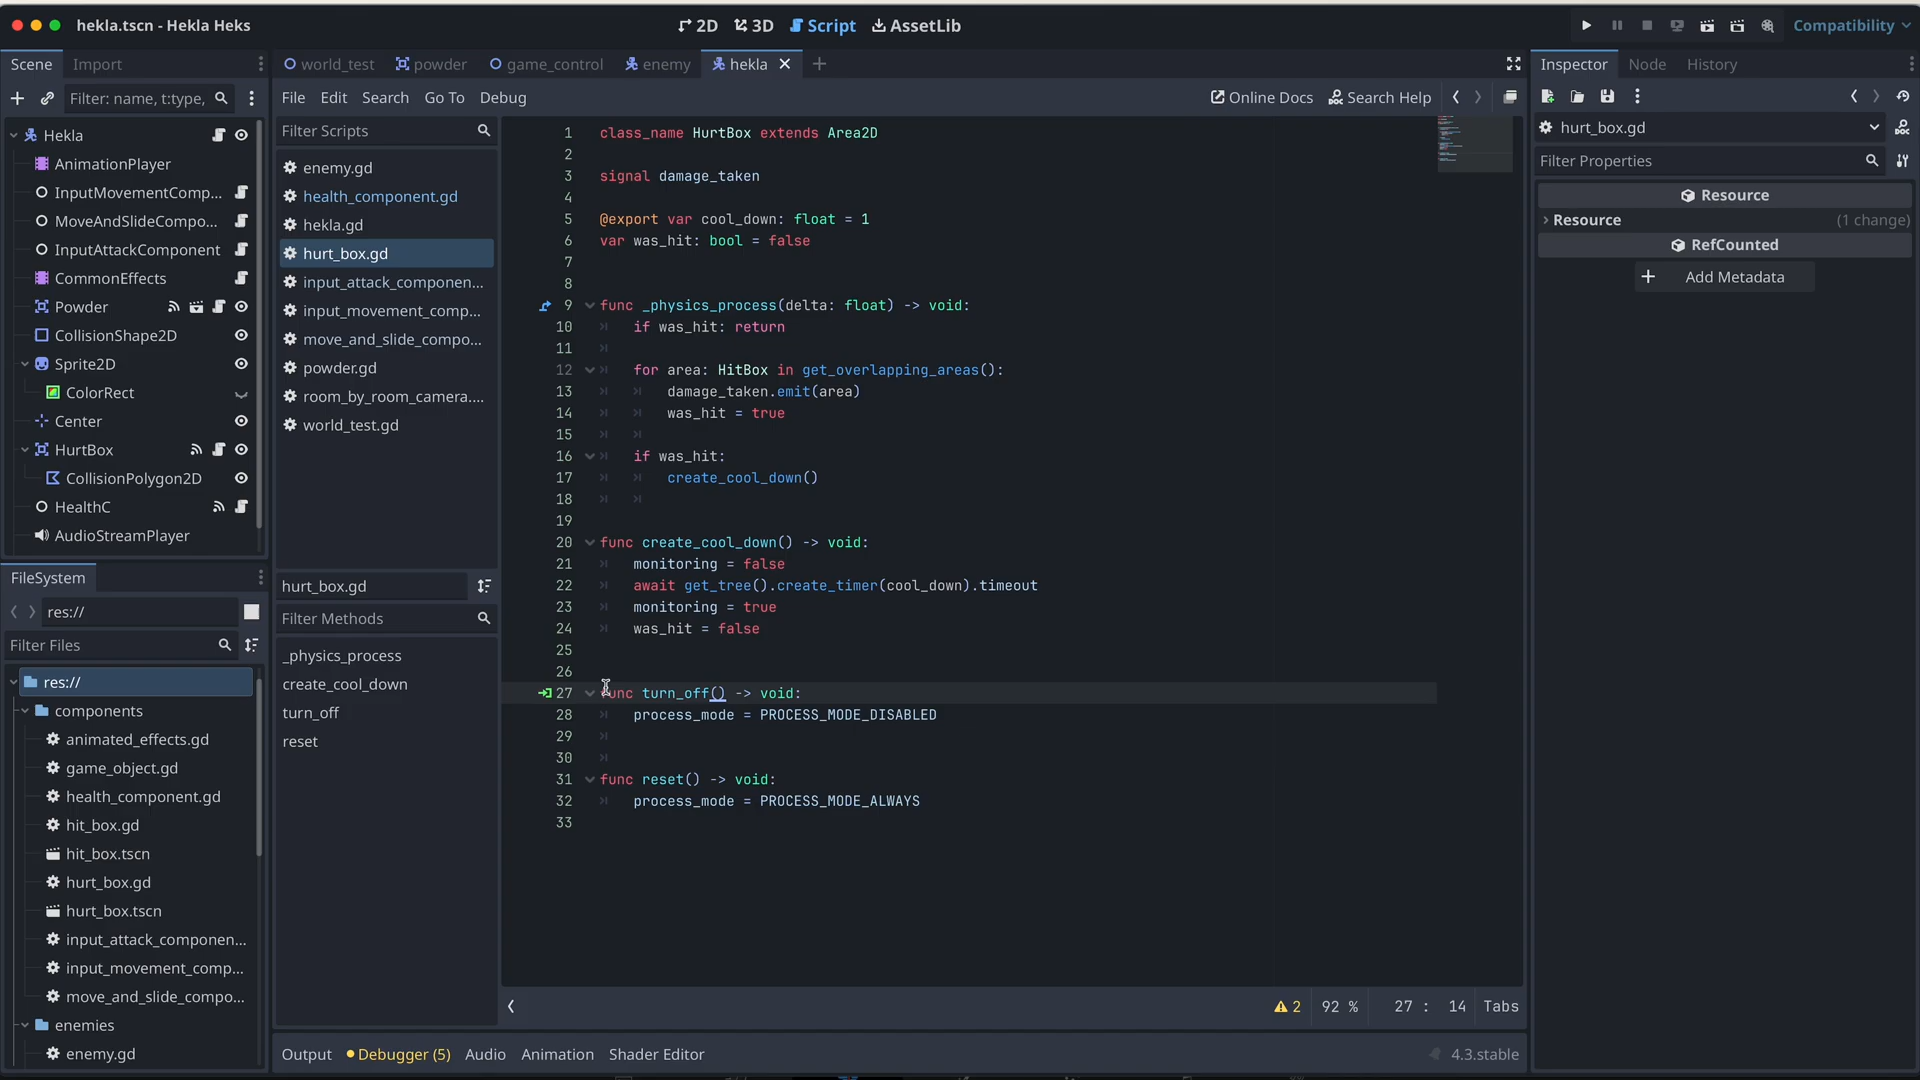 hekla.tscn - Hekla Heks
2D
3D
Script
AssetLib
Compatibility
Scene
Import
Filter: name, t:type,
Hekla
AnimationPlayer
InputMovementComp...
MoveAndSlideCompo...
InputAttackComponent
CommonEffects
Powder
CollisionShape2D
Sprite2D
ColorRect
Center
HurtBox
CollisionPolygon2D
HealthC
AudioStreamPlayer
FileSystem
res://
Filter Files
res://
components
animated_effects.gd
game_object.gd
health_component.gd
hit_box.gd
hit_box.tscn
hurt_box.gd
hurt_box.tscn
input_attack_componen...
input_movement_comp...
move_and_slide_compo...
enemies
enemy.gd
world_test
powder
game_control
enemy
hekla
File
Edit
Search
Go To
Debug
Online Docs
Search Help
Filter Scripts
enemy.gd
health_component.gd
hekla.gd
hurt_box.gd
input_attack_componen...
input_movement_comp...
move_and_slide_compo...
powder.gd
room_by_room_camera....
world_test.gd
hurt_box.gd
Filter Methods
_physics_process
create_cool_down
turn_off
reset
1 class_name HurtBox extends Area2D
2
3 signal damage_taken
4
5 @export var cool_down: float = 1
6 var was_hit: bool = false
7
8
9 func _physics_process(delta: float) -> void:
10 if was_hit: return
11
12 for area: HitBox in get_overlapping_areas():
13 damage_taken.emit(area)
14 was_hit = true
15
16 if was_hit:
17 create_cool_down()
18
19
20 func create_cool_down() -> void:
21 monitoring = false
22 await get_tree().create_timer(cool_down).timeout
23 monitoring = true
24 was_hit = false
25
26
27 func turn_off() -> void:
28 process_mode = PROCESS_MODE_DISABLED
29
30
31 func reset() -> void:
32 process_mode = PROCESS_MODE_ALWAYS
33
2
92 %
27 : 14
Tabs
Output
Debugger (5)
Audio
Animation
Shader Editor
4.3.stable
Inspector
Node
History
hurt_box.gd
Filter Properties
Resource
Resource (1 change)
RefCounted
Add Metadata